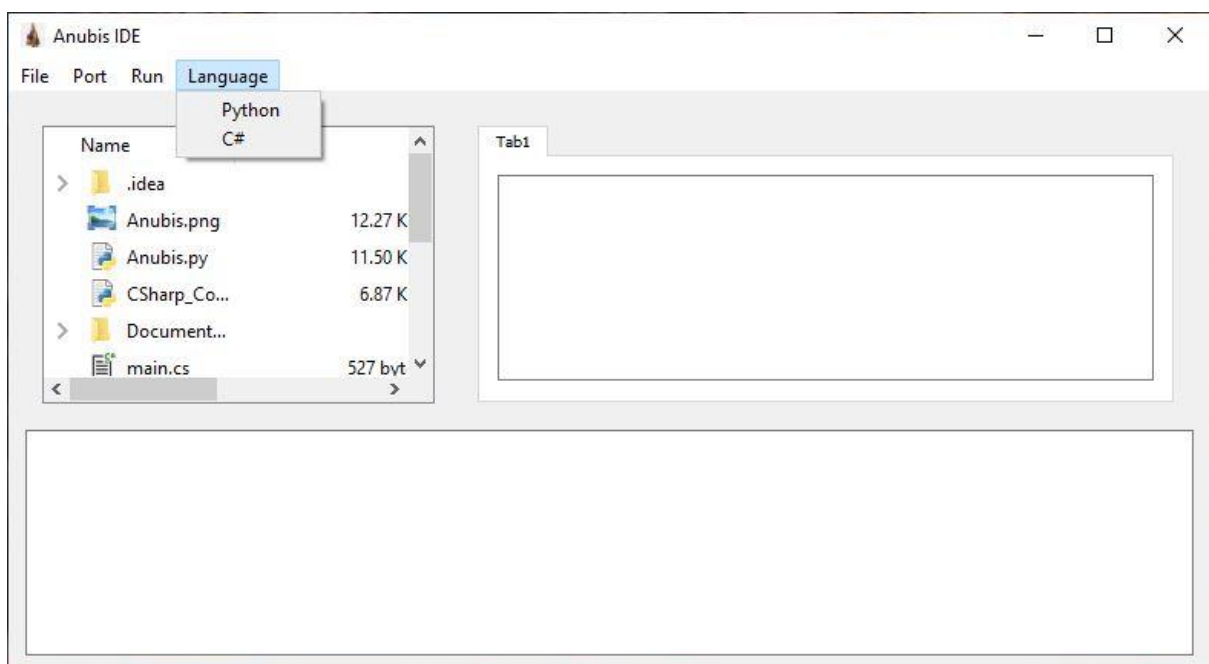 Anubis IDE
File Port Run Language
Python
C#
Name
.idea
Anubis.png 12.27 K
Anubis.py 11.50 K
CSharp_Co... 6.87 K
Document...
main.cs 527 byt
Tab1